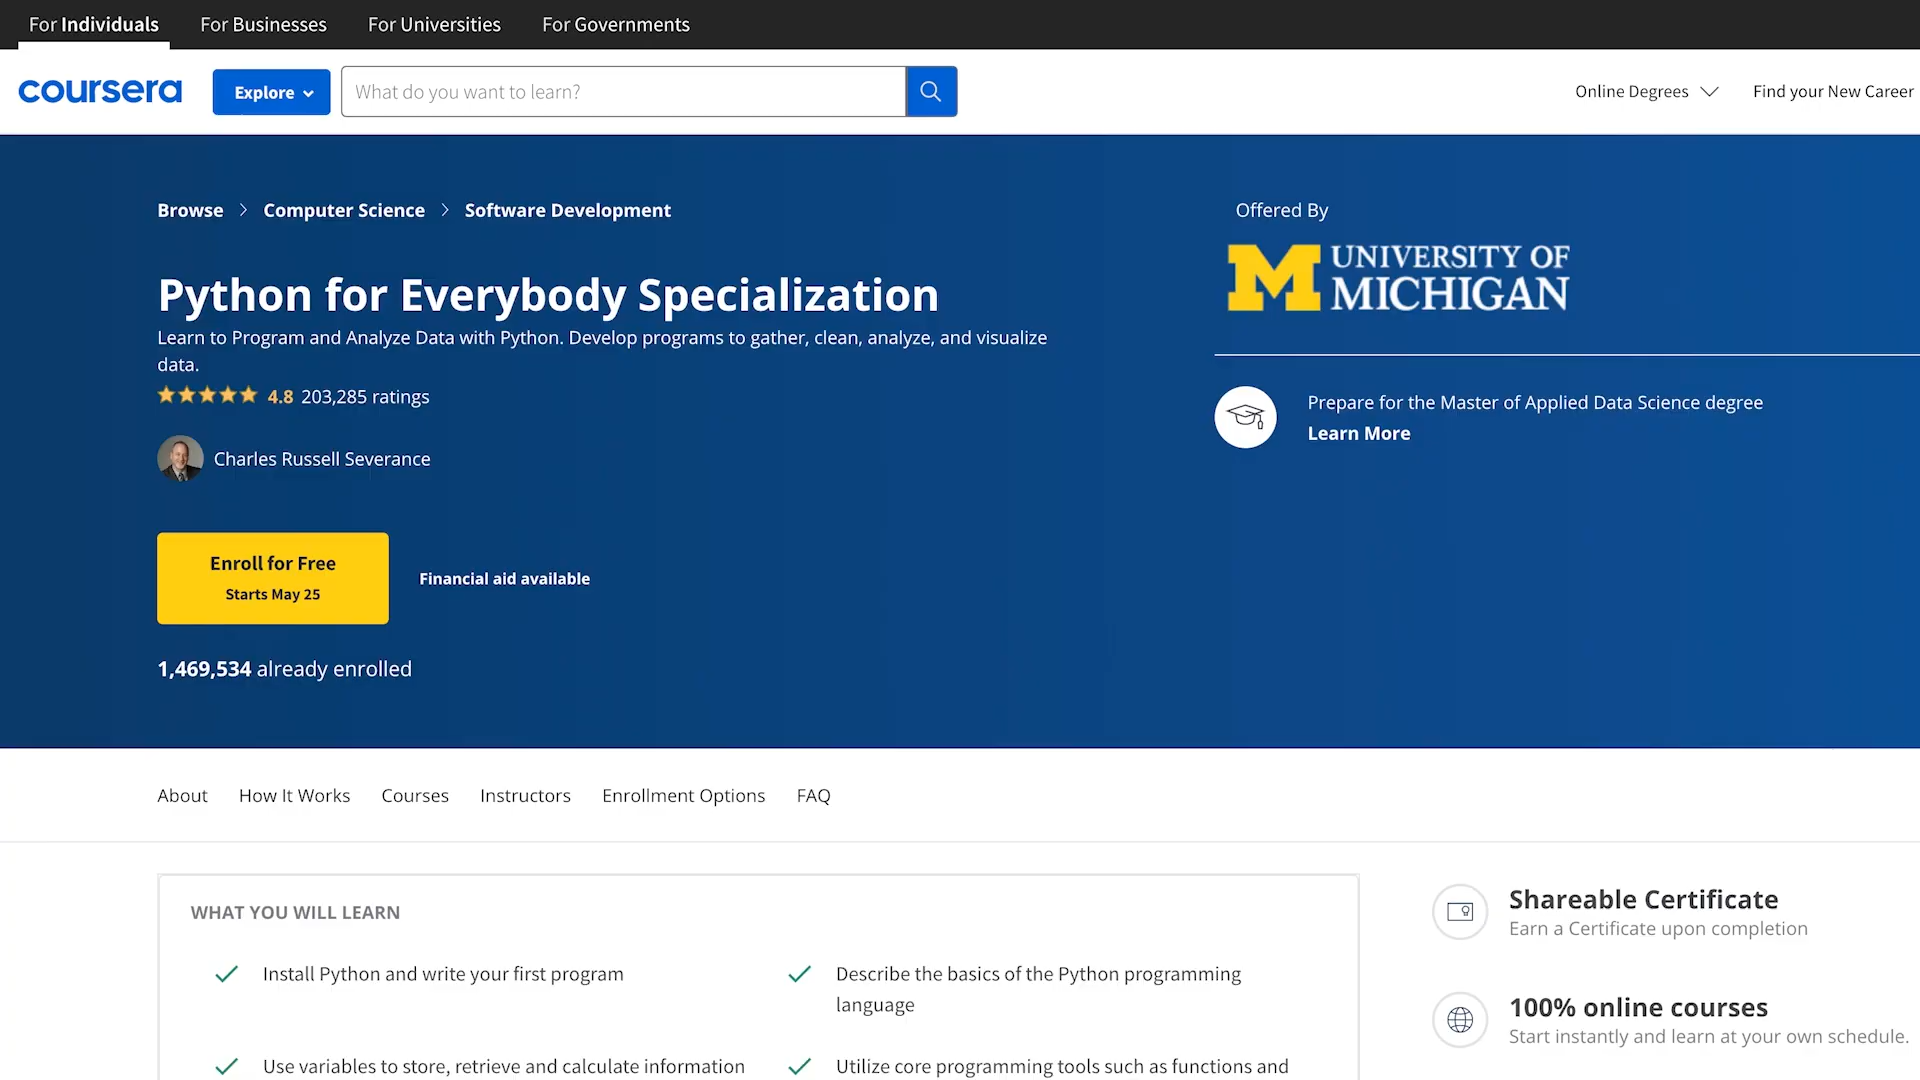 For Individuals
For Businesses
For Universities
For Governments
coursera
Explore
What do you want to learn?
Online Degrees
Find your New Career
Browse
Computer Science
Software Development
Python for Everybody Specialization
Learn to Program and Analyze Data with Python. Develop programs to gather, clean, analyze, and visualize
data.
4.8 203,285 ratings
Charles Russell Severance
Enroll for Free
Starts May 25
Financial aid available
1,469,534 already enrolled
Offered By
M UNIVERSITY OF
MICHIGAN
Prepare for the Master of Applied Data Science degree
Learn More
About
How It Works
Courses
Instructors
Enrollment Options
FAQ
WHAT YOU WILL LEARN
Install Python and write your first program
Describe the basics of the Python programming
language
Use variables to store, retrieve and calculate information
Utilize core programming tools such as functions and
Shareable Certificate
Earn a Certificate upon completion
100% online courses
Start instantly and learn at your own schedule.